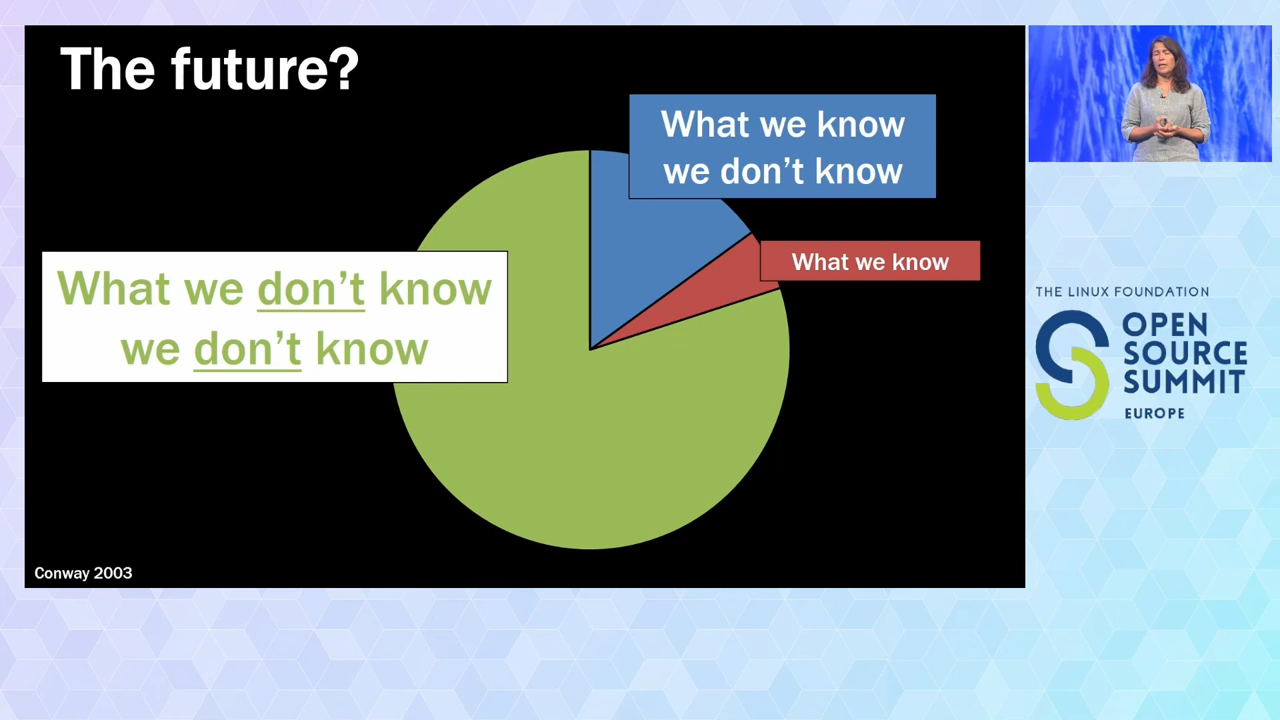 The future?
What we know
we don't know
What we know
What we don't know
we don't know
Conway 2003
THE LINUX FOUNDATION
OPEN
SOURCE
SUMMIT
EUROPE